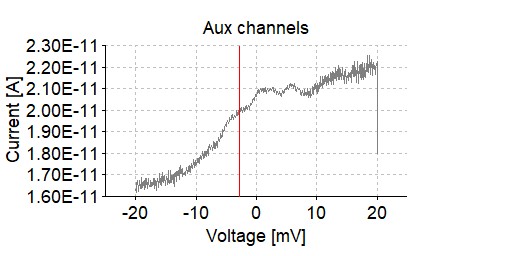 Aux channels
2.30E-11
2.20E-11
2.10E-11
2.00E-11
1.90E-11
1.80E-11
1.70E-11
1.60E-11
Current [A]
-20 -10 0 10 20
Voltage [mV]